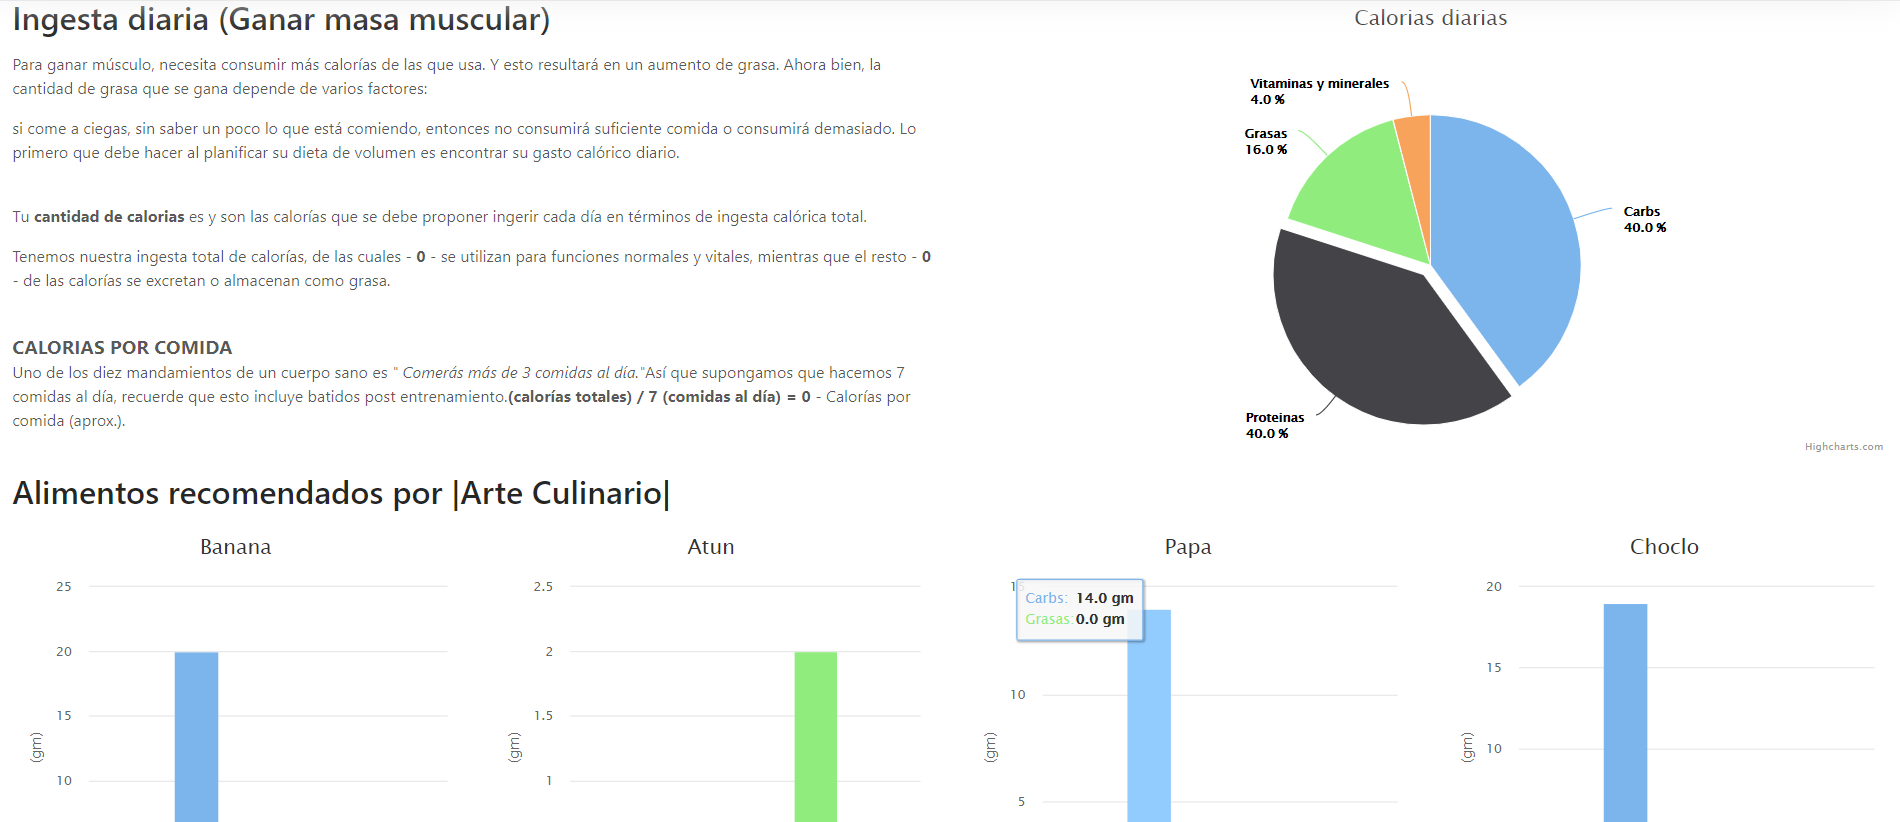 Ingesta diaria (Ganar masa muscular)
Para ganar músculo, necesita consumir más calorías de las que usa. Y esto resultará en un aumento de grasa. Ahora bien, la
cantidad de grasa que se gana depende de varios factores:
si come a ciegas, sin saber un poco lo que está comiendo, entonces no consumirá suficiente comida o consumirá demasiado. Lo
primero que debe hacer al planificar su dieta de volumen es encontrar su gasto calórico diario.
Tu cantidad de calorias es y son las calorías que se debe proponer ingerir cada día en términos de ingesta calórica total.
Tenemos nuestra ingesta total de calorías, de las cuales - 0 - se utilizan para funciones normales y vitales, mientras que el resto - 0
- de las calorías se excretan o almacenan como grasa.
CALORIAS POR COMIDA
Uno de los diez mandamientos de un cuerpo sano es " Comerás más de 3 comidas al día."Así que supongamos que hacemos 7
comidas al día, recuerde que esto incluye batidos post entrenamiento.(calorías totales) / 7 (comidas al día) = 0 - Calorías por
comida (aprox.).
Calorias diarias
Vitaminas y minerales
4.0 %
Grasas
16.0 %
Carbs
40.0 %
Proteinas
40.0 %
Highcharts.com
Alimentos recomendados por |Arte Culinario|
Banana
25
20
15
10
(gm)
Atun
2.5
2
1.5
1
(gm)
Papa
Carbs: 14.0 gm
Grasas: 0.0 gm
10
5
(gm)
Choclo
20
15
10
(gm)